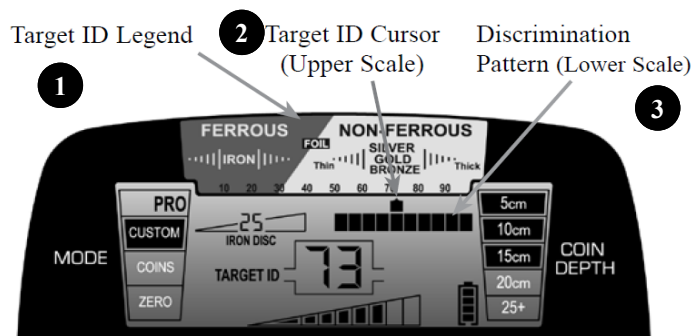 Target ID Legend
2
Target ID Cursor
(Upper Scale)
Discrimination
Pattern (Lower Scale)
1
3
FERROUS
NON-FERROUS
FOIL
IRON
Thin
SILVER
GOLD
BRONZE
Thick
10 20 30 40 50 60 70 80 90
PRO
CUSTOM
COINS
ZERO
MODE
25
IRON DISC
TARGET ID
73
5cm
10cm
15cm
20cm
25+
COIN
DEPTH